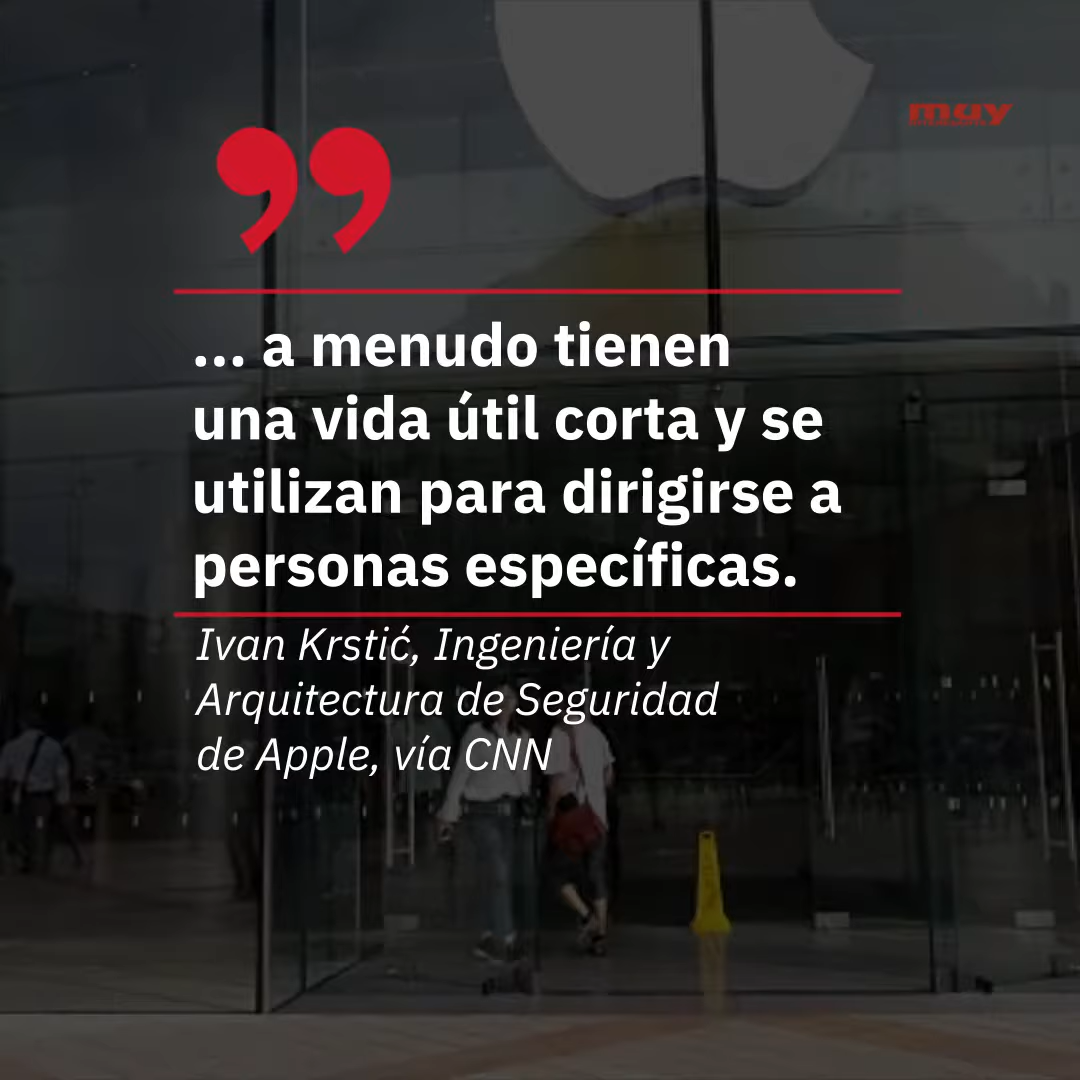 muy
”
... a menudo tienen
una vida útil corta y se
utilizan para dirigirse a
personas específicas.
Ivan Krstić, Ingeniería y
Arquitectura de Seguridad
de Apple, vía CNN